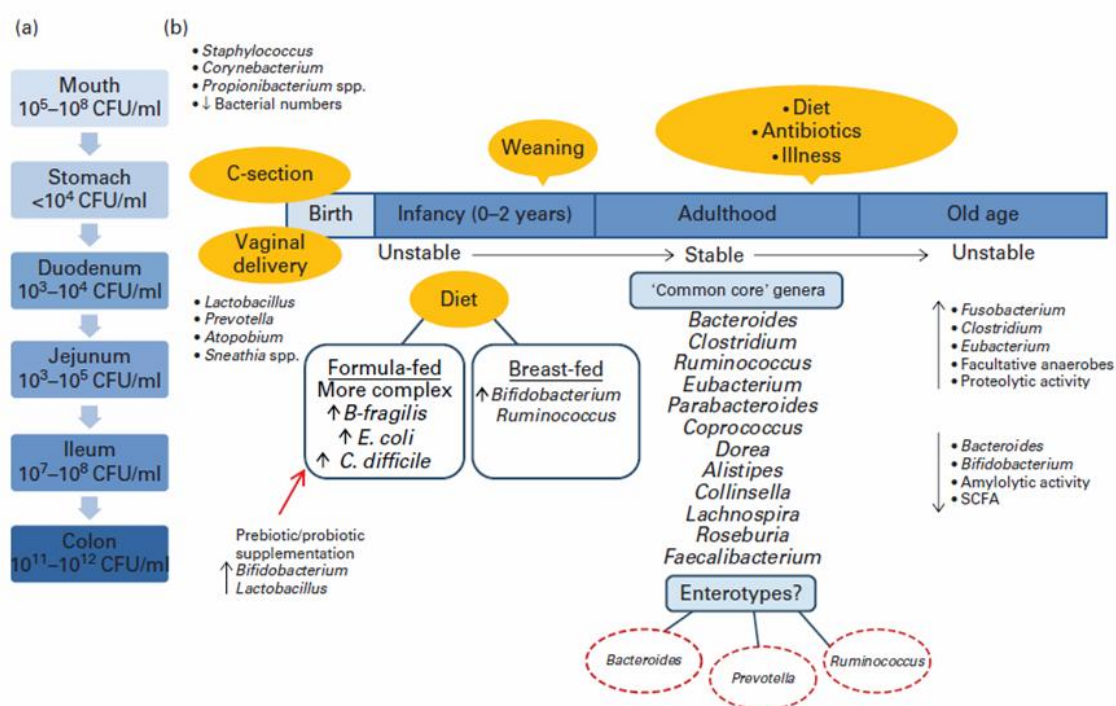 (a)
Mouth
10⁵–10⁸ CFU/ml
Stomach
<10⁴ CFU/ml
Duodenum
10³–10⁴ CFU/ml
Jejunum
10³–10⁵ CFU/ml
Ileum
10⁷–10⁸ CFU/ml
Colon
10¹¹–10¹² CFU/ml
(b)
• Staphylococcus
• Corynebacterium
• Propionibacterium spp.
• ↓ Bacterial numbers
C-section
Weaning
• Diet
• Antibiotics
• Illness
Birth
Infancy (0–2 years)
Adulthood
Old age
Vaginal
delivery
Unstable → Stable → Unstable
• Lactobacillus
• Prevotella
• Atopobium
• Sneathia spp.
Diet
Formula-fed
More complex
↑ B-fragilis
↑ E. coli
↑ C. difficile
Breast-fed
↑ Bifidobacterium
Ruminococcus
Prebiotic/probiotic
supplementation
↑ Bifidobacterium
Lactobacillus
'Common core' genera
Bacteroides
Clostridium
Ruminococcus
Eubacterium
Parabacteroides
Coprococcus
Dorea
Alistipes
Collinsella
Lachnospira
Roseburia
Faecalibacterium
Enterotypes?
Bacteroides
Prevotella
Ruminococcus
↑
• Fusobacterium
• Clostridium
• Eubacterium
• Facultative anaerobes
• Proteolytic activity
↓
• Bacteroides
• Bifidobacterium
• Amylolytic activity
• SCFA